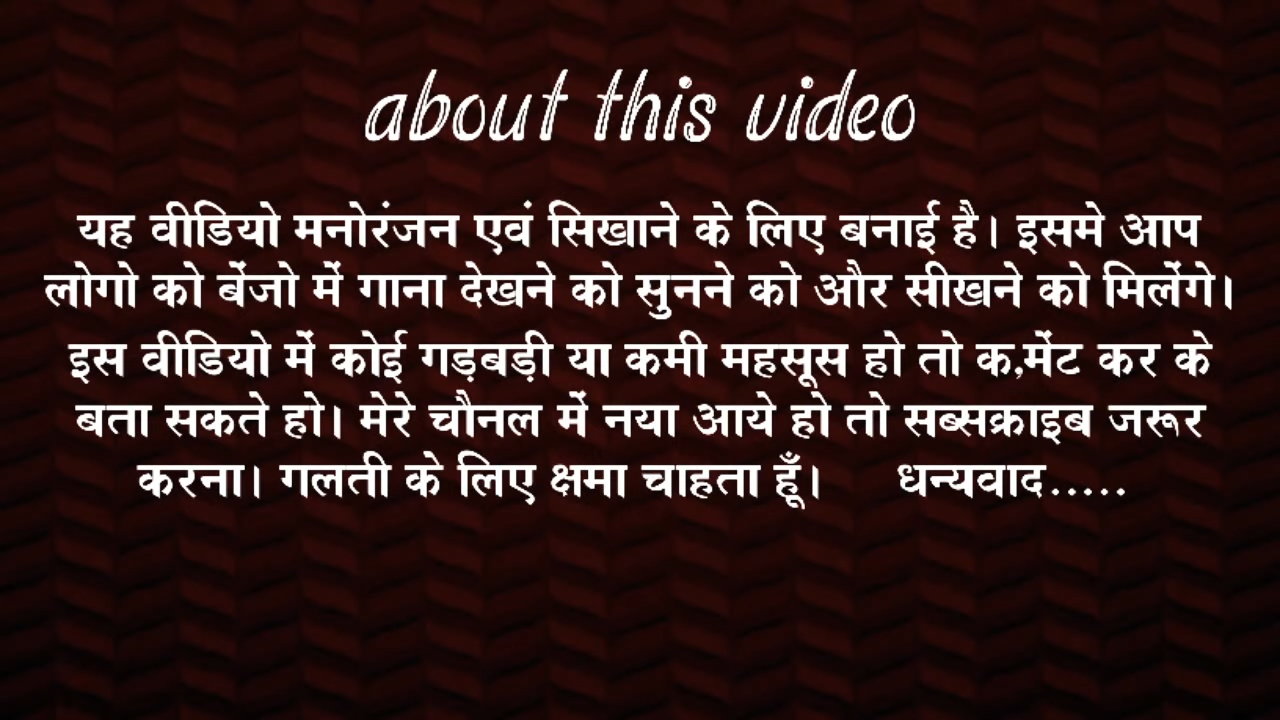 about this video
यह वीडियो मनोरंजन एवं सिखाने के लिए बनाई है। इसमे आप
लोगो को बेंजो में गाना देखने को सुनने को और सीखने को मिलेंगे।
इस वीडियो में कोई गड़बड़ी या कमी महसूस हो तो क,मेंट कर के
बता सकते हो। मेरे चौनल में नया आये हो तो सब्सक्राइब जरूर
करना। गलती के लिए क्षमा चाहता हूँ। धन्यवाद.....